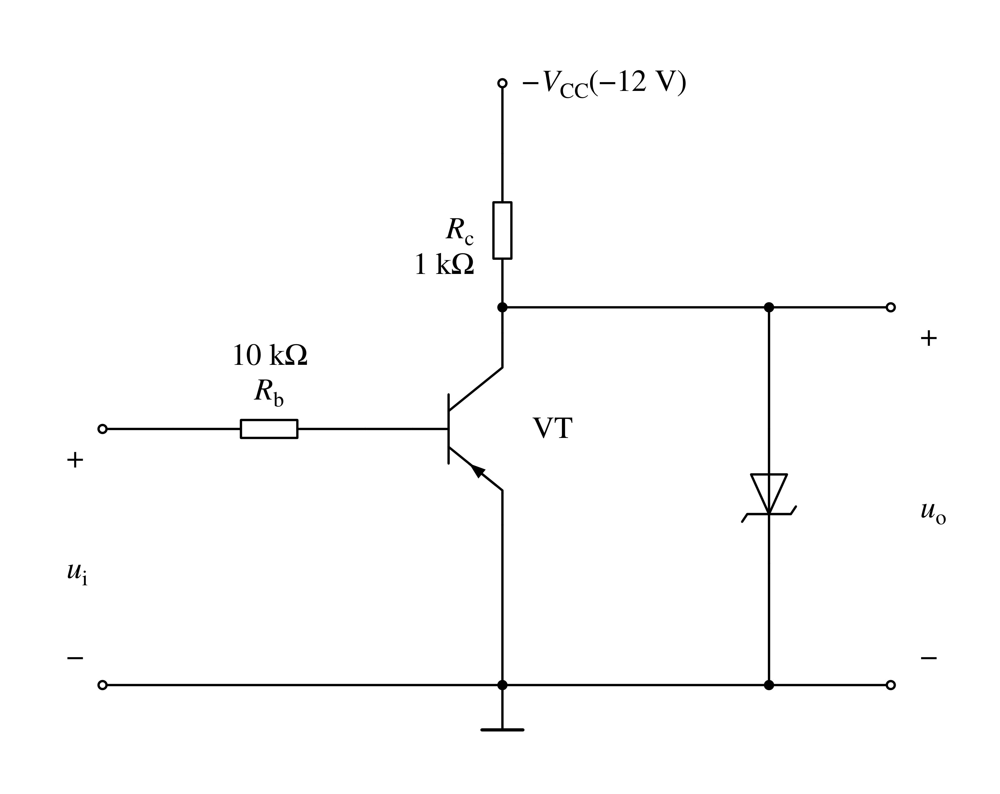 −VCC(−12 V)
Rc
1 kΩ
10 kΩ
Rb
VT
+
+
ui
uo
−
−